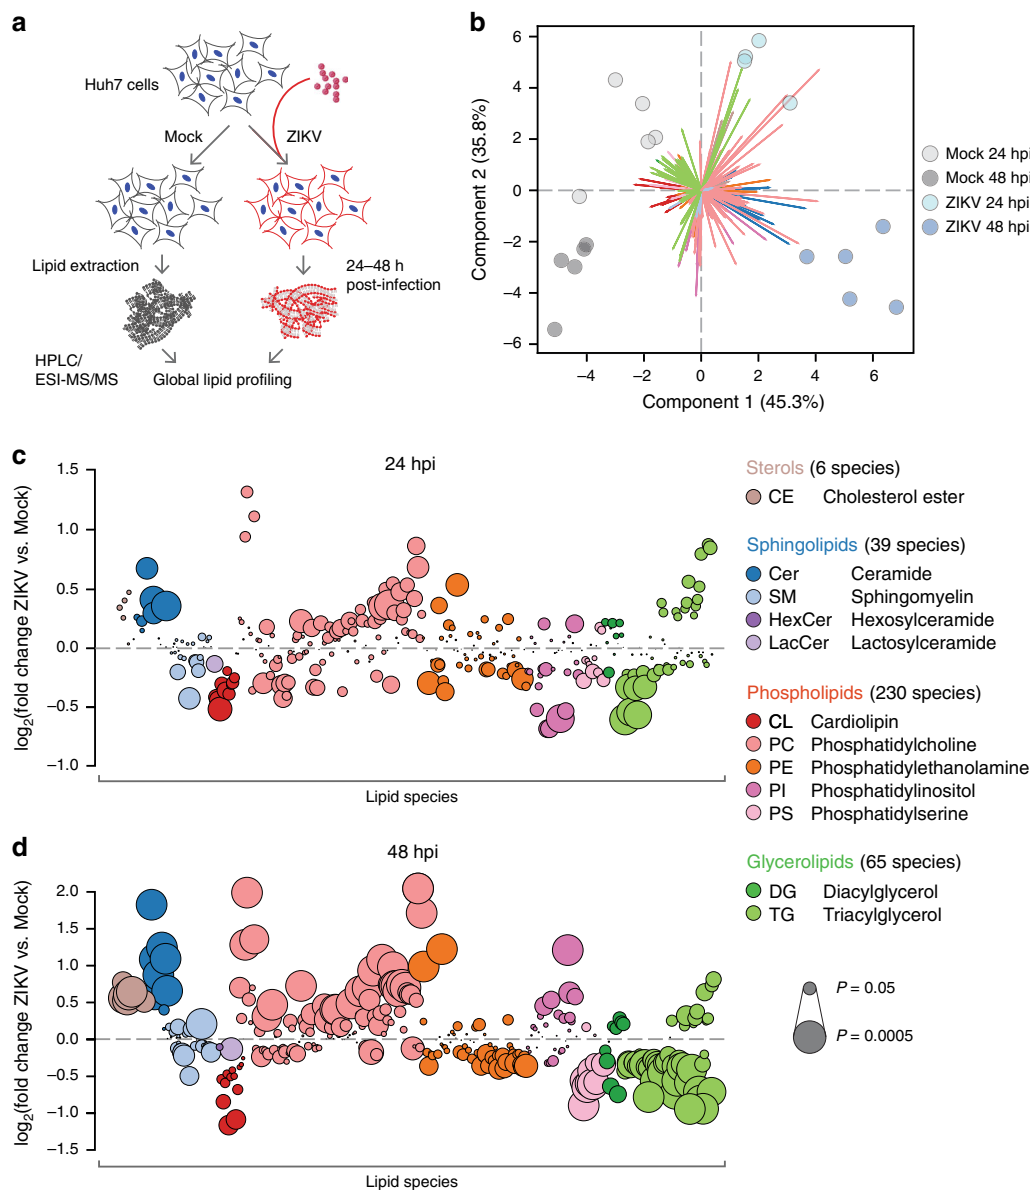 a
Huh7 cells
Mock
ZIKV
Lipid extraction
24–48 h
post-infection
HPLC/
ESI-MS/MS
Global lipid profiling
b
6
4
2
0
–2
–4
–6
Component 2 (35.8%)
–4
–2
0
2
4
6
Component 1 (45.3%)
Mock 24 hpi
Mock 48 hpi
ZIKV 24 hpi
ZIKV 48 hpi
c
24 hpi
1.5
1.0
0.5
0.0
–0.5
–1.0
log2(fold change ZIKV vs. Mock)
Lipid species
Sterols (6 species)
CE Cholesterol ester
Sphingolipids (39 species)
Cer Ceramide
SM Sphingomyelin
HexCer Hexosylceramide
LacCer Lactosylceramide
Phospholipids (230 species)
CL Cardiolipin
PC Phosphatidylcholine
PE Phosphatidylethanolamine
PI Phosphatidylinositol
PS Phosphatidylserine
Glycerolipids (65 species)
DG Diacylglycerol
TG Triacylglycerol
P = 0.05
P = 0.0005
d
48 hpi
2.0
1.5
1.0
0.5
0.0
–0.5
–1.0
–1.5
log2(fold change ZIKV vs. Mock)
Lipid species